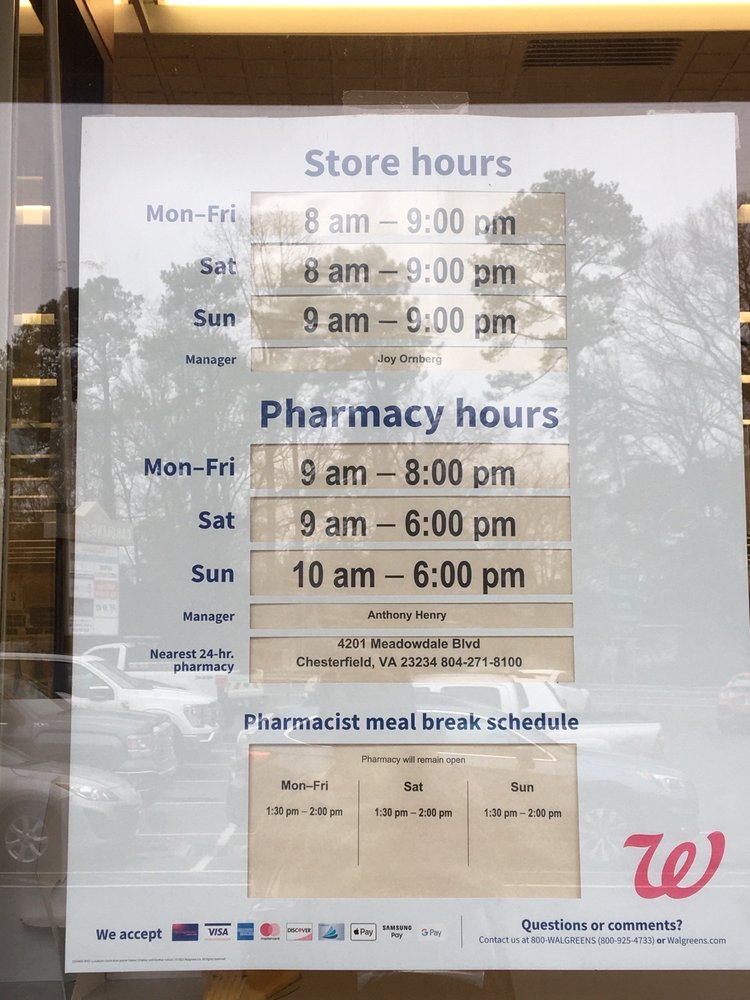 Store hours
Mon–Fri 8 am – 9:00 pm
Sat 8 am – 9:00 pm
Sun 9 am – 9:00 pm
Manager Joy Ornberg
Pharmacy hours
Mon–Fri 9 am – 8:00 pm
Sat 9 am – 6:00 pm
Sun 10 am – 6:00 pm
Manager Anthony Henry
Nearest 24-hr. pharmacy
4201 Meadowdale Blvd
Chesterfield, VA 23234 804-271-8100
Pharmacist meal break schedule
Pharmacy will remain open
Mon–Fri Sat Sun
1:30 pm – 2:00 pm 1:30 pm – 2:00 pm 1:30 pm – 2:00 pm
W
We accept VISA DISCOVER Pay SAMSUNG Pay G Pay
Questions or comments?
Contact us at 800-WALGREENS (800-925-4733) or Walgreens.com